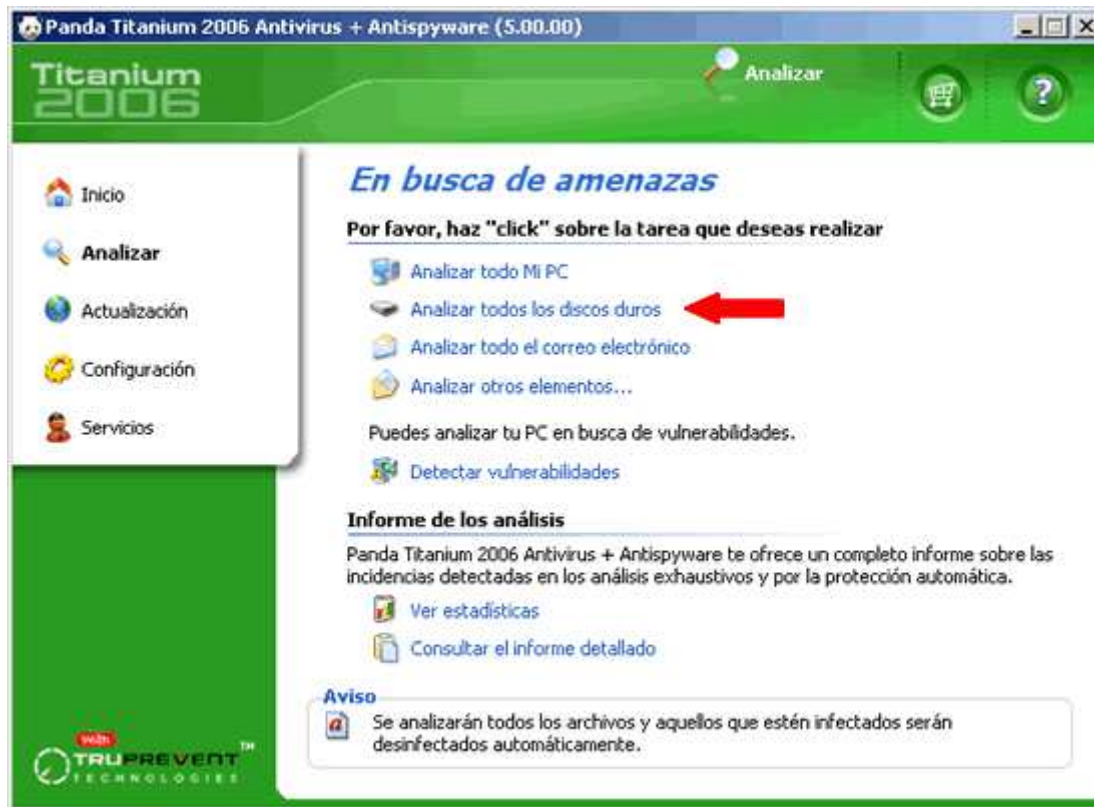 Panda Titanium 2006 Antivirus + Antispyware (5.00.00)
Titanium
2006
Analizar
?
Inicio
Analizar
Actualización
Configuración
Servicios
En busca de amenazas
Por favor, haz "click" sobre la tarea que deseas realizar
Analizar todo Mi PC
Analizar todos los discos duros
Analizar todo el correo electrónico
Analizar otros elementos...
Puedes analizar tu PC en busca de vulnerabilidades.
Detectar vulnerabilidades
Informe de los análisis
Panda Titanium 2006 Antivirus + Antispyware te ofrece un completo informe sobre las
incidencias detectadas en los análisis exhaustivos y por la protección automática.
Ver estadísticas
Consultar el informe detallado
Aviso
Se analizarán todos los archivos y aquellos que estén infectados serán
desinfectados automáticamente.
with
TRUPREVENT™
TECHNOLOGIES